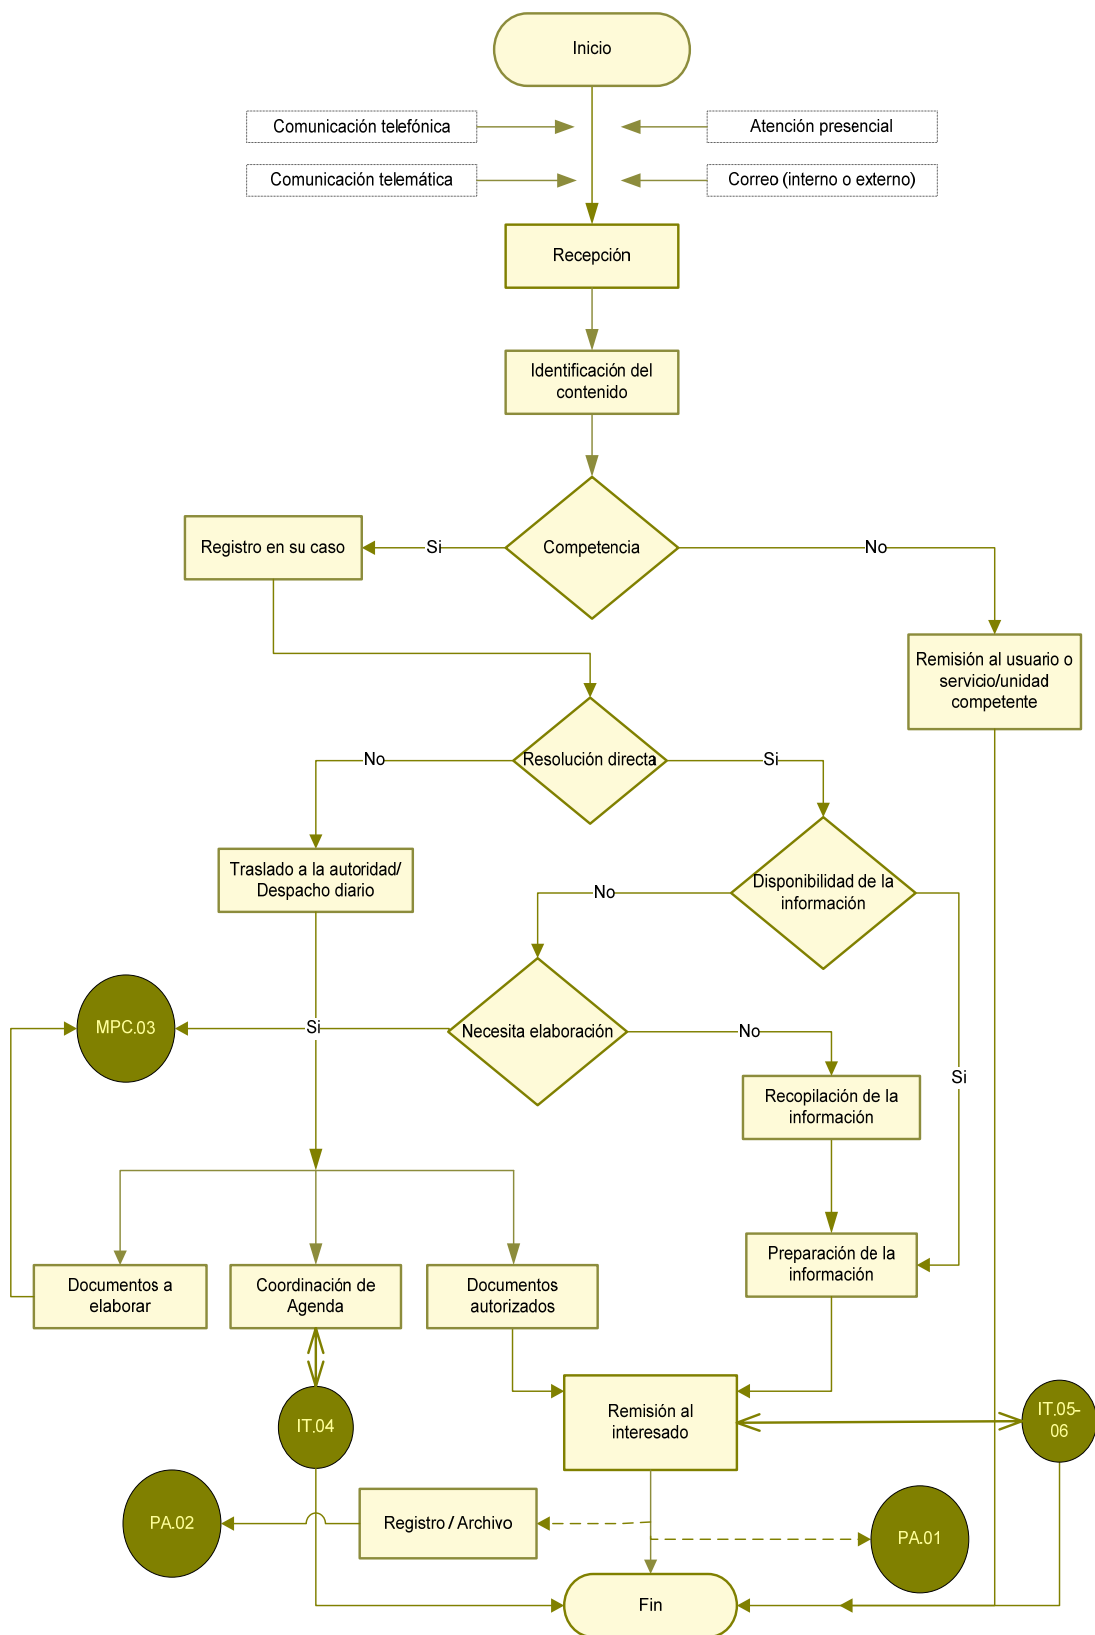 Inicio
Comunicación telefónica
Atención presencial
Comunicación telemática
Correo (interno o externo)
Recepción
Identificación del
contenido
Competencia
Si
No
Registro en su caso
Remisión al usuario o
servicio/unidad
competente
Resolución directa
No
Si
Traslado a la autoridad/
Despacho diario
Disponibilidad de la
información
No
Si
MPC.03
Si
Necesita elaboración
No
Recopilación de la
información
Preparación de la
información
Documentos a
elaborar
Coordinación de
Agenda
Documentos
autorizados
Remisión al
interesado
IT.04
IT.05-
06
PA.02
Registro / Archivo
PA.01
Fin